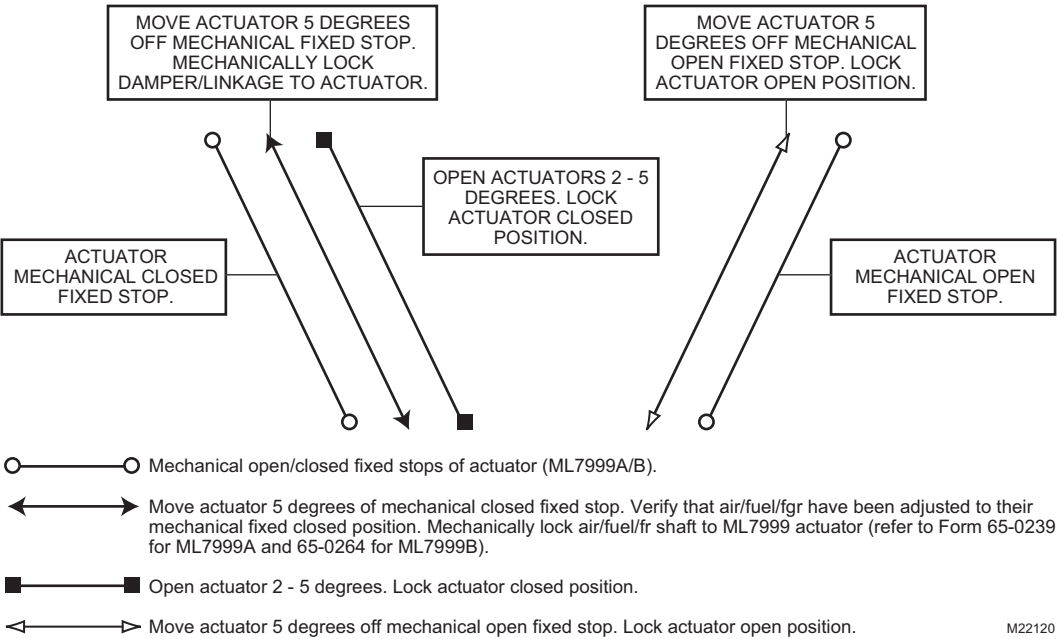 MOVE ACTUATOR 5 DEGREES
OFF MECHANICAL FIXED STOP.
MECHANICALLY LOCK
DAMPER/LINKAGE TO ACTUATOR.
MOVE ACTUATOR 5
DEGREES OFF MECHANICAL
OPEN FIXED STOP. LOCK
ACTUATOR OPEN POSITION.
OPEN ACTUATORS 2 - 5
DEGREES. LOCK
ACTUATOR CLOSED
POSITION.
ACTUATOR
MECHANICAL CLOSED
FIXED STOP.
ACTUATOR
MECHANICAL OPEN
FIXED STOP.
Mechanical open/closed fixed stops of actuator (ML7999A/B).
Move actuator 5 degrees of mechanical closed fixed stop. Verify that air/fuel/fgr have been adjusted to their
mechanical fixed closed position. Mechanically lock air/fuel/fr shaft to ML7999 actuator (refer to Form 65-0239
for ML7999A and 65-0264 for ML7999B).
Open actuator 2 - 5 degrees. Lock actuator closed position.
Move actuator 5 degrees off mechanical open fixed stop. Lock actuator open position.
M22120